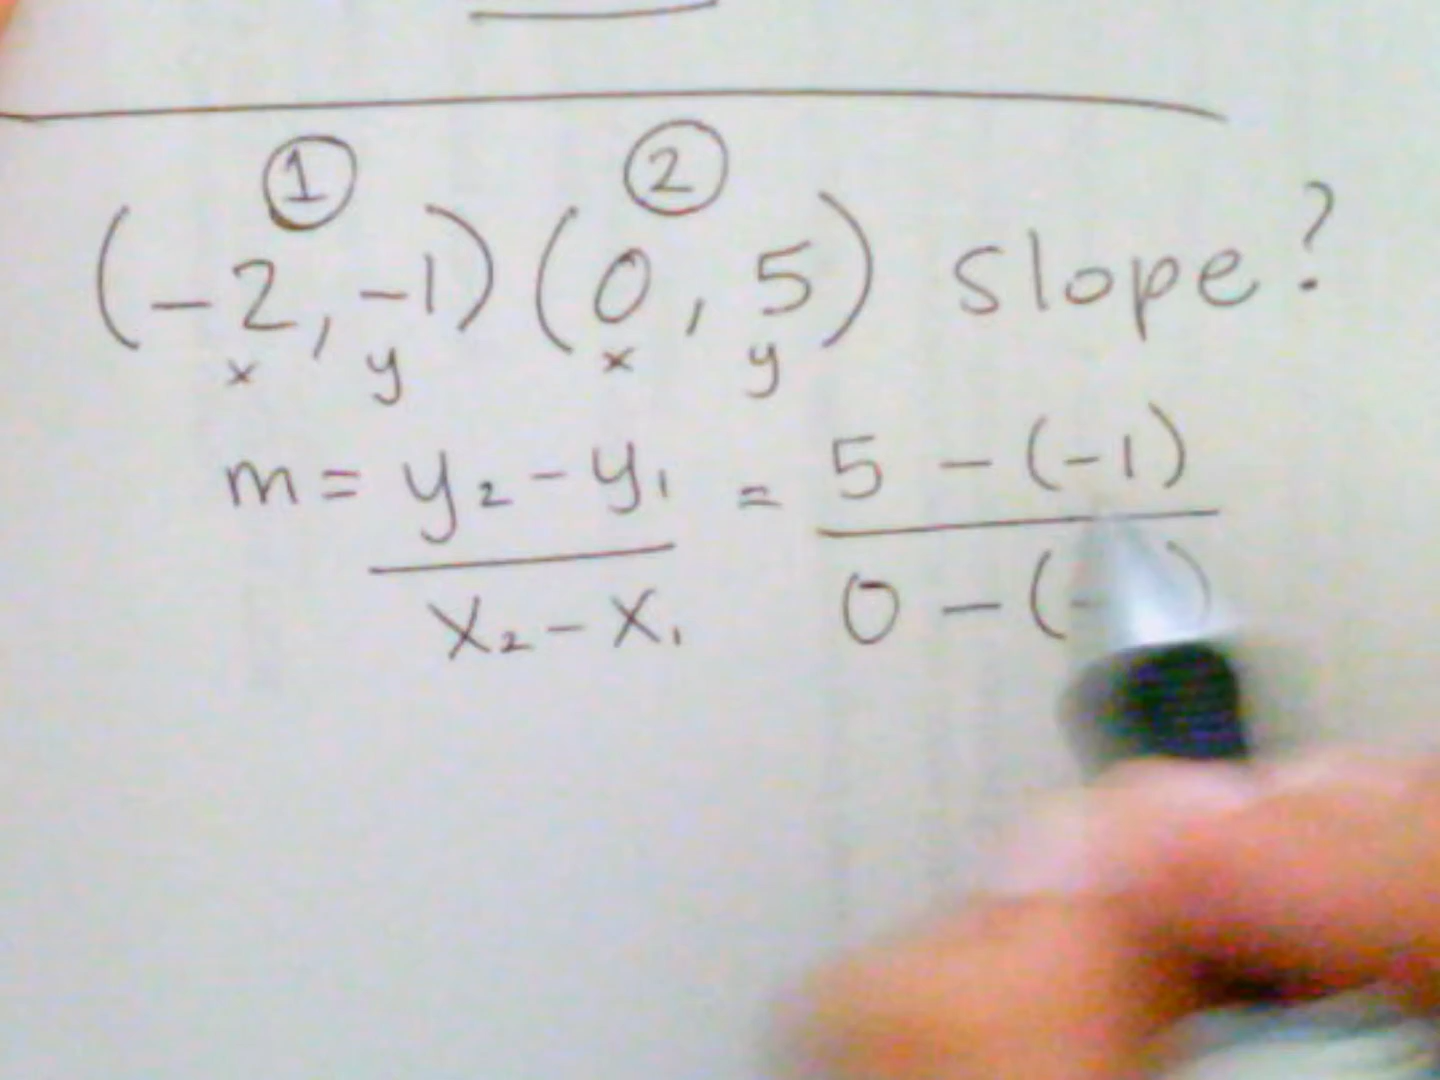 ① ②
(-2, -1) (0, 5) slope?
x y x y
m = y₂ - y₁ = 5 - (-1)
x₂ - x₁ 0 - (- )